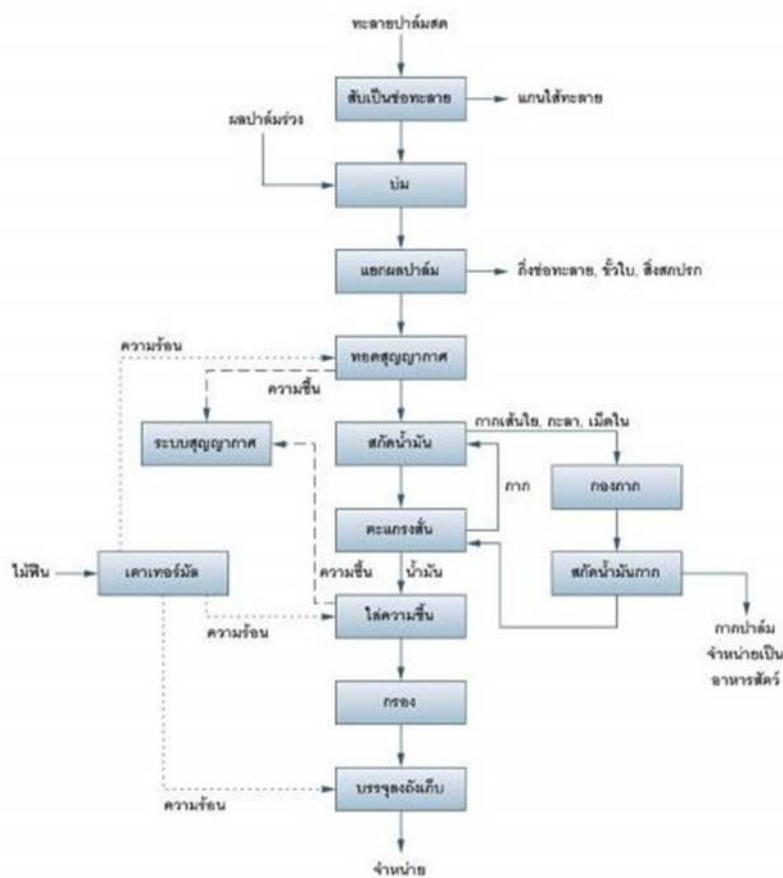 ทะลายปาล์มสด
สับเป็นช่อทะลาย
แกนไส้ทะลาย
ผลปาล์มร่วง
บ่ม
แยกผลปาล์ม
กิ่งช่อทะลาย, ขั้วใบ, สิ่งสกปรก
ความร้อน
ทอดสุญญากาศ
ความชื้น
ระบบสุญญากาศ
สกัดน้ำมัน
กากเส้นใย, กะลา, เม็ดใน
กาก
กองกาก
ตะแกรงสั่น
ไม้ฟืน
เตาเทอร์มัล
ความชื้น
น้ำมัน
สกัดน้ำมันกาก
ความร้อน
ไล่ความชื้น
กากปาล์ม
จำหน่ายเป็น
อาหารสัตว์
กรอง
บรรจุลงถังเก็บ
ความร้อน
จำหน่าย